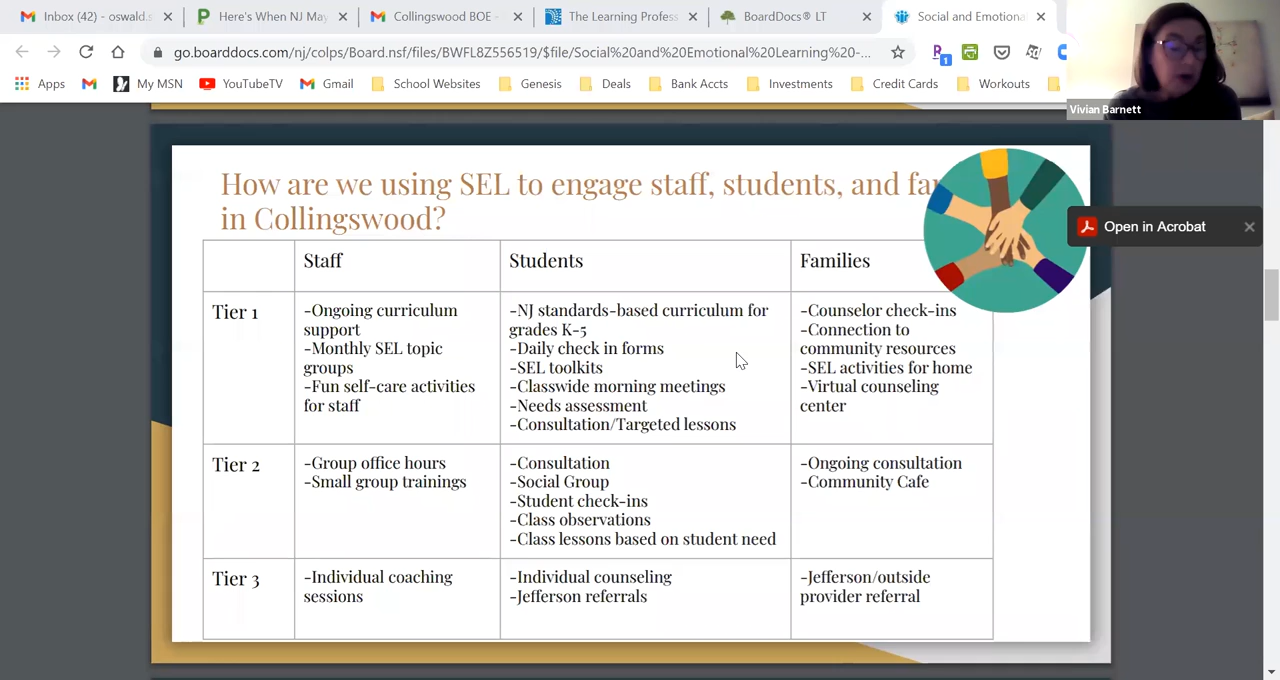 Inbox (42) - oswald.s
Here's When NJ May
Collingswood BOE -
The Learning Profess
BoardDocs® LT
Social and Emotiona
go.boarddocs.com/nj/colps/Board.nsf/files/BWFL8Z556519/$file/Social%20and%20Emotional%20Learning%20-...
1
Apps
My MSN
YouTubeTV
Gmail
School Websites
Genesis
Deals
Bank Accts
Investments
Credit Cards
Workouts
Vivian Barnett
How are we using SEL to engage staff, students, and fa
in Collingswood?
Open in Acrobat
Staff
Students
Families
Tier 1
-Ongoing curriculum
support
-Monthly SEL topic
groups
-Fun self-care activities
for staff
-NJ standards-based curriculum for
grades K-5
-Daily check in forms
-SEL toolkits
-Classwide morning meetings
-Needs assessment
-Consultation/Targeted lessons
-Counselor check-ins
-Connection to
community resources
-SEL activities for home
-Virtual counseling
center
Tier 2
-Group office hours
-Small group trainings
-Consultation
-Social Group
-Student check-ins
-Class observations
-Class lessons based on student need
-Ongoing consultation
-Community Cafe
Tier 3
-Individual coaching
sessions
-Individual counseling
-Jefferson referrals
-Jefferson/outside
provider referral